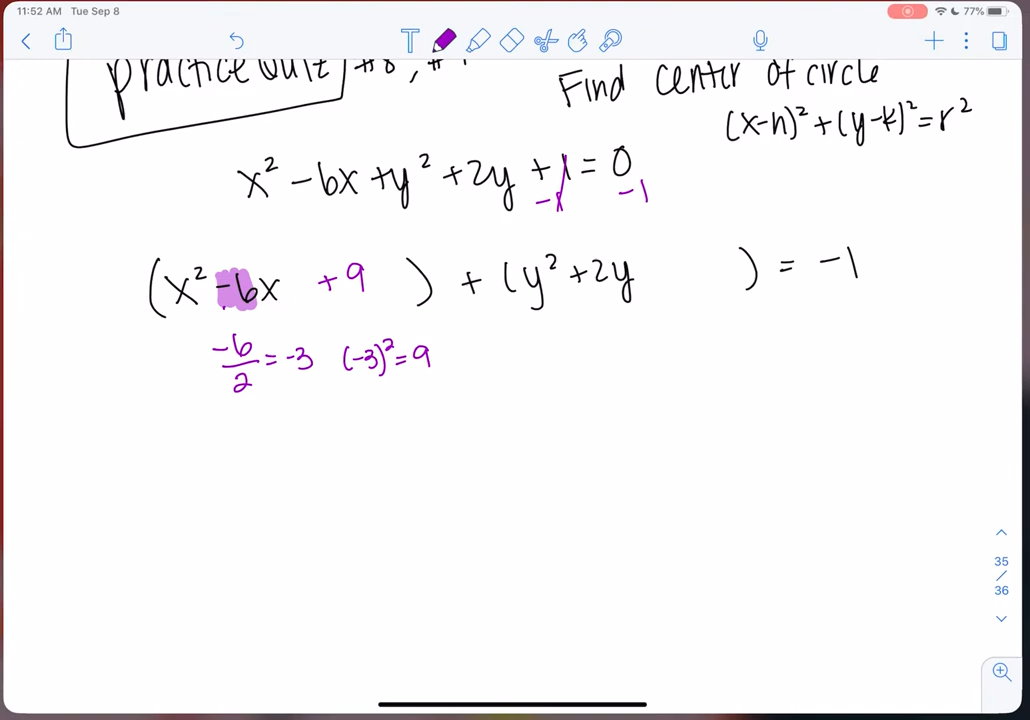 11:52 AM Tue Sep 8
77%
practice quiz
Find center of circle
(x-h)² + (y-k)² = r²
x² - 6x + y² + 2y + 1 = 0
-1 -1
(x² - 6x + 9 ) + (y² + 2y ) = -1
-6/2 = -3 (-3)² = 9
35
/
36